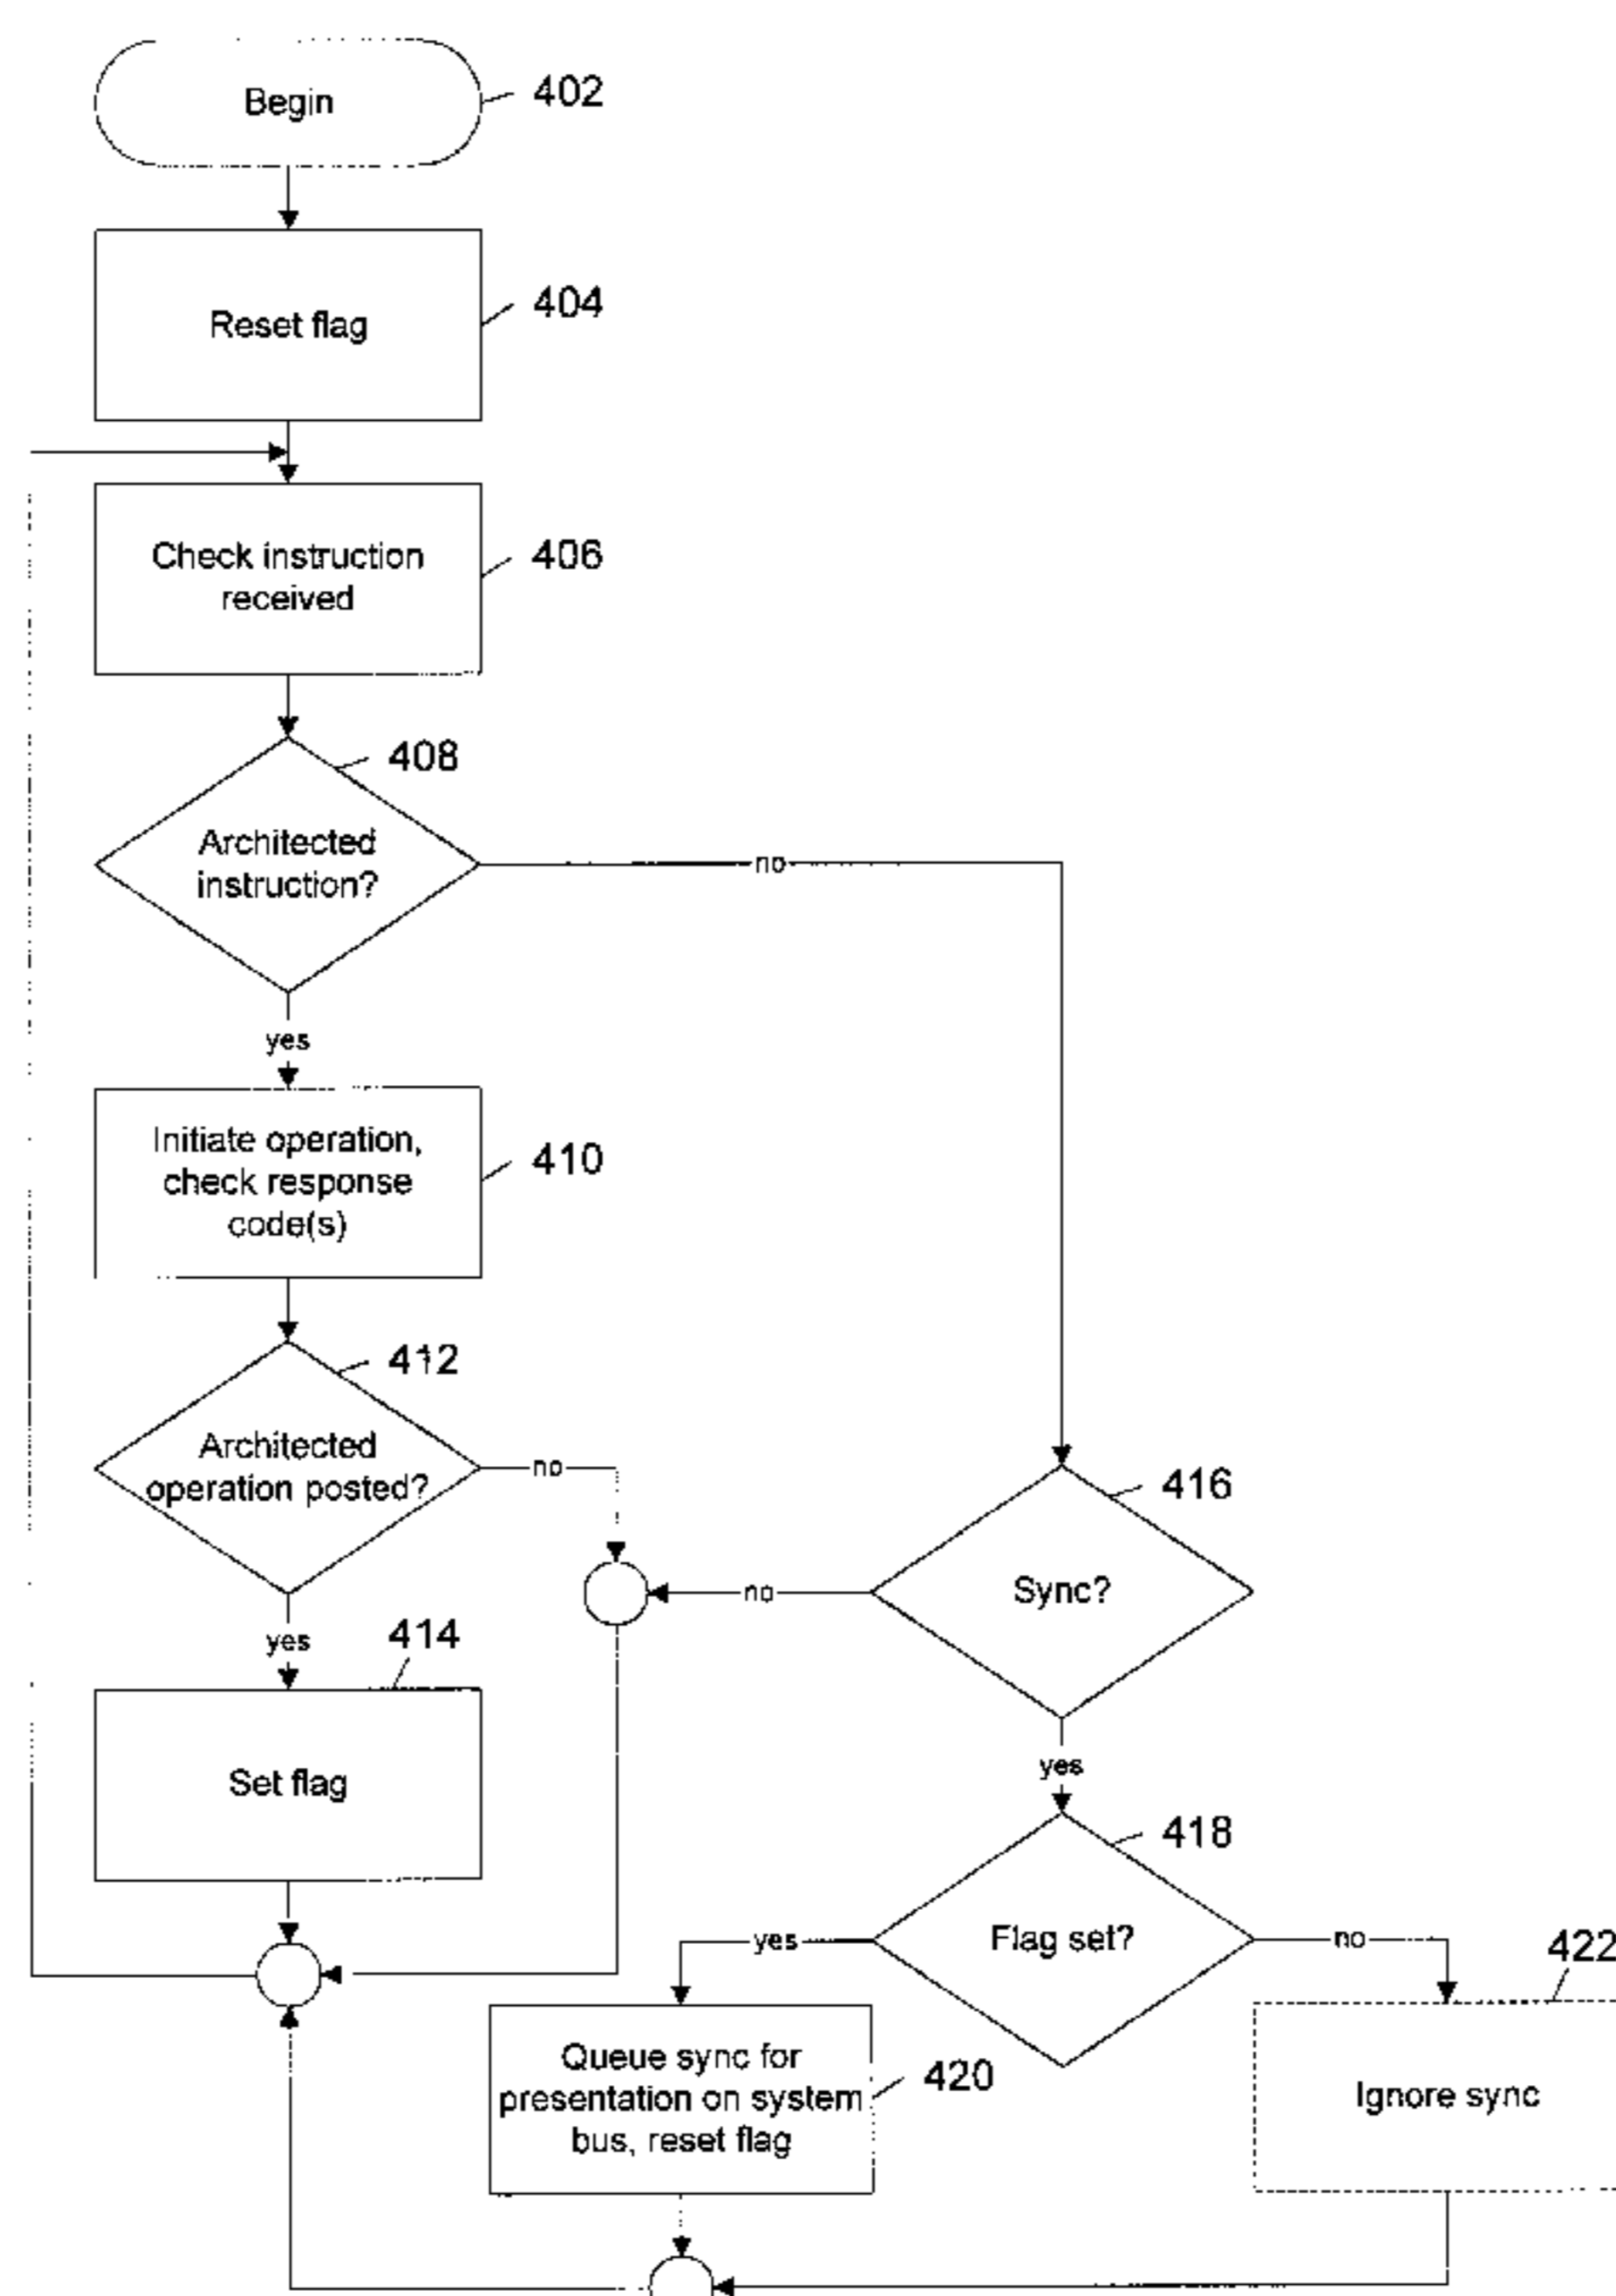 Begin
402
Reset flag
404
Check instruction
received
406
408
Architected
instruction?
no
yes
Initiate operation,
check response
code(s)
410
412
Architected
operation posted?
no
416
Sync?
no
yes
414
Set flag
yes
418
Flag set?
yes
no
422
Queue sync for
presentation on system
bus, reset flag
420
Ignore sync